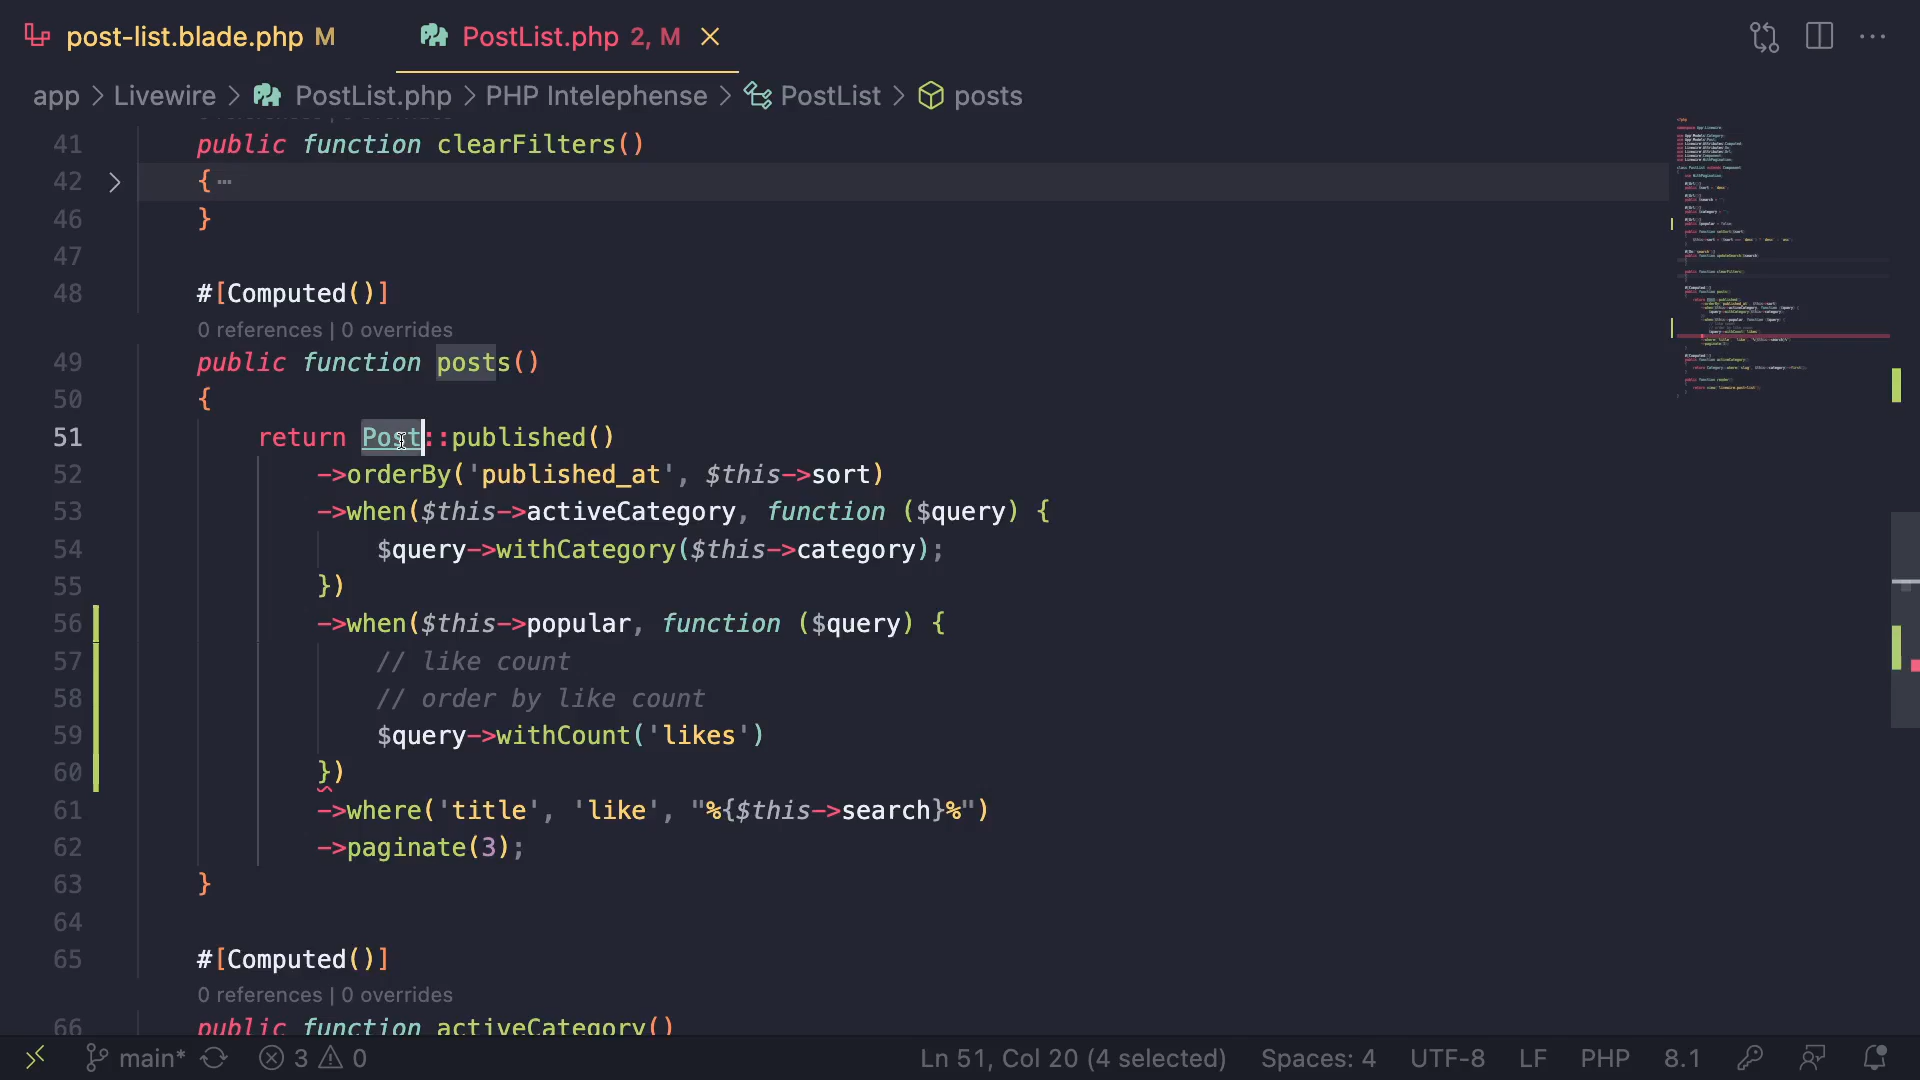 post-list.blade.php M
PostList.php 2, M
app > Livewire > PostList.php > PHP Intelephense > PostList > posts
41 public function clearFilters()
42 { …
46 }
47
48 #[Computed()]
0 references | 0 overrides
49 public function posts()
50 {
51 return Post::published()
52 ->orderBy('published_at', $this->sort)
53 ->when($this->activeCategory, function ($query) {
54 $query->withCategory($this->category);
55 })
56 ->when($this->popular, function ($query) {
57 // like count
58 // order by like count
59 $query->withCount('likes')
60 })
61 ->where('title', 'like', "%{$this->search}%")
62 ->paginate(3);
63 }
64
65 #[Computed()]
0 references | 0 overrides
66 public function activeCategory()
main* 3 0 Ln 51, Col 20 (4 selected) Spaces: 4 UTF-8 LF PHP 8.1